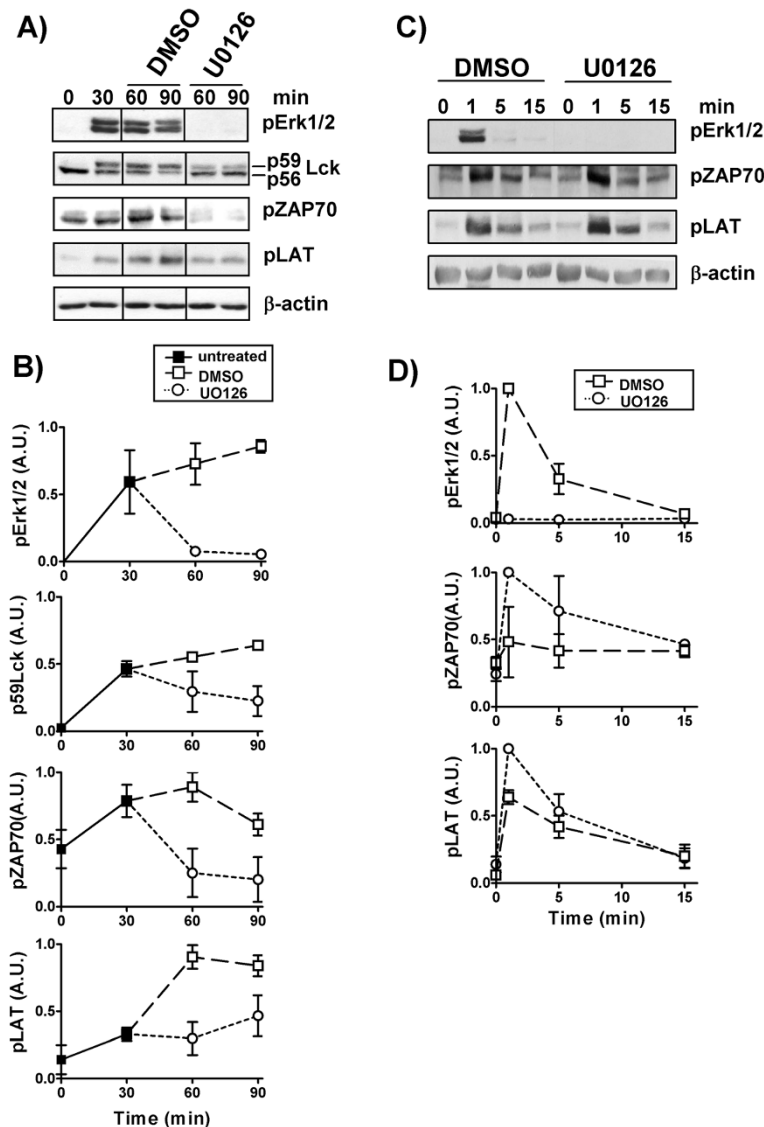 A)
DMSO
U0126
0 30 60 90 60 90 min
pErk1/2
p59
p56
Lck
pZAP70
pLAT
β-actin
C)
DMSO U0126
0 1 5 15 0 1 5 15 min
pErk1/2
pZAP70
pLAT
β-actin
B)
untreated
DMSO
UO126
pErk1/2 (A.U.)
1.0
0.5
0.0
0 30 60 90
p59Lck (A.U.)
1.0
0.5
0.0
0 30 60 90
pZAP70(A.U.)
1.0
0.5
0.0
0 30 60 90
pLAT (A.U.)
1.0
0.5
0.0
0 30 60 90
Time (min)
D)
DMSO
UO126
pErk1/2 (A.U.)
1.0
0.5
0.0
0 5 10 15
pZAP70(A.U.)
1.0
0.5
0.0
0 5 10 15
pLAT (A.U.)
1.0
0.5
0.0
0 5 10 15
Time (min)